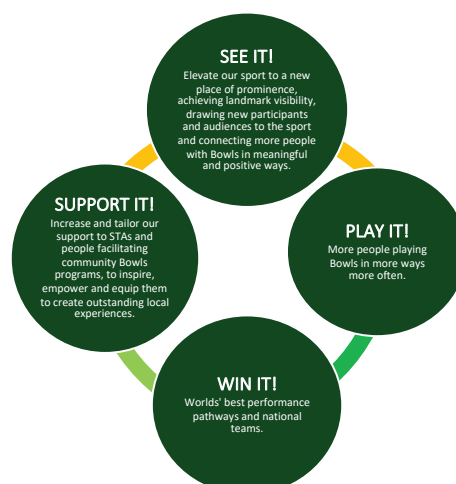 SEE IT!
Elevate our sport to a new
place of prominence,
achieving landmark visibility,
drawing new participants
and audiences to the sport
and connecting more people
with Bowls in meaningful
and positive ways.
PLAY IT!
More people playing
Bowls in more ways
more often.
WIN IT!
Worlds' best performance
pathways and national
teams.
SUPPORT IT!
Increase and tailor our
support to STAs and
people facilitating
community Bowls
programs, to inspire,
empower and equip them
to create outstanding local
experiences.